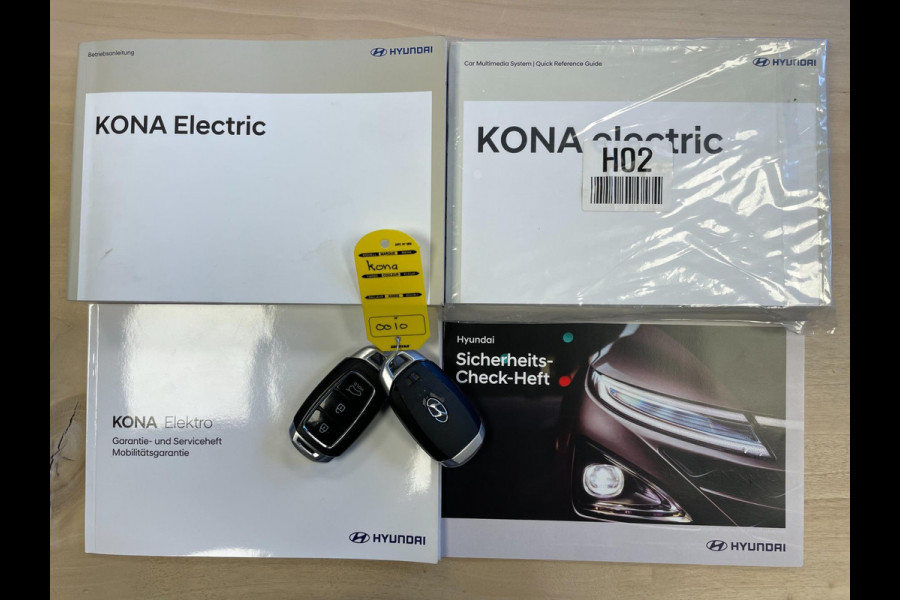 Betriebsanleitung
HYUNDAI
KONA Electric
Car Multimedia System | Quick Reference Guide
HYUNDAI
KONA electric
H02
Kona
0010
KONA Elektro
Garantie- und Serviceheft
Mobilitätsgarantie
HYUNDAI
Hyundai
Sicherheits-
Check-Heft
HYUNDAI